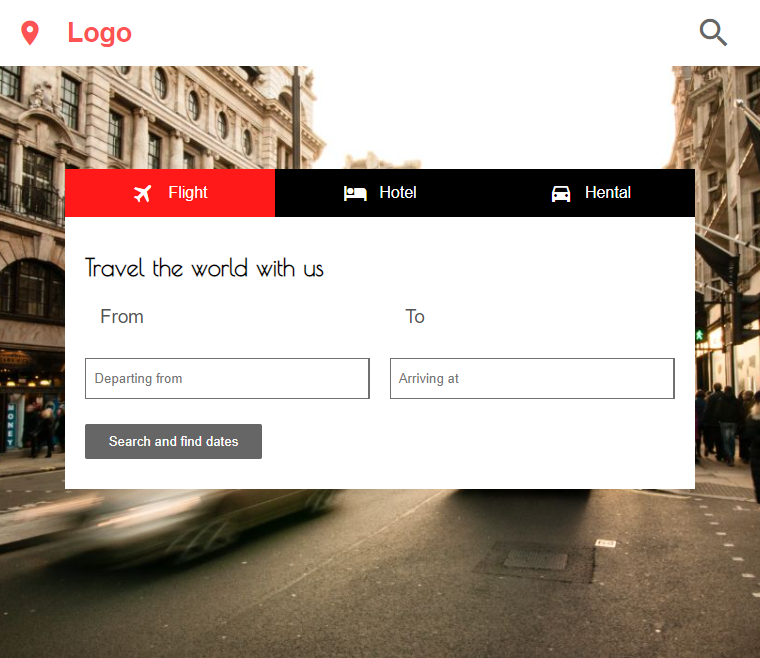 Logo
Flight Hotel Hental
Travel the world with us
From To
Departing from Arriving at
Search and find dates
MONEY